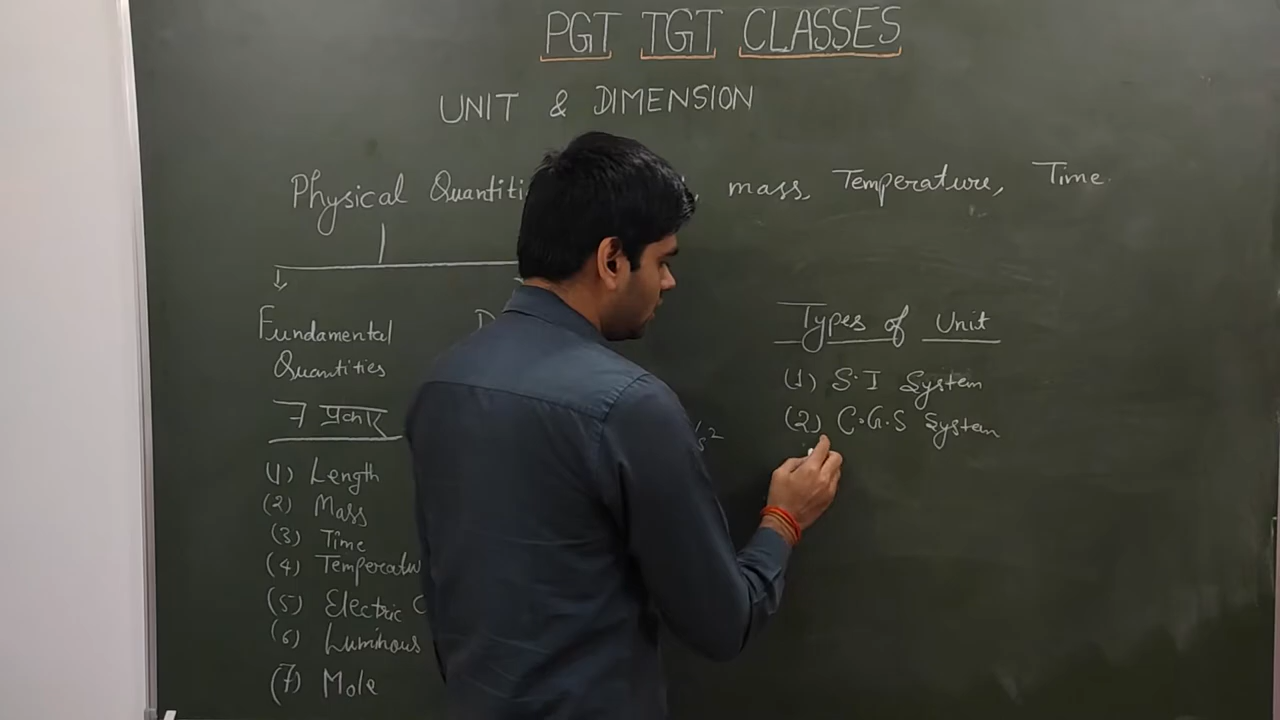 PGT TGT CLASSES
UNIT & DIMENSION
Physical Quantiti , mass, Temperature, Time.
Fundamental
Quantities
7 प्रकार
(1) Length
(2) Mass
(3) Time
(4) Temperatu
(5) Electric C
(6) Luminous
(7) Mole
D
/s²
Types of Unit
(1) S.I System
(2) C.G.S System